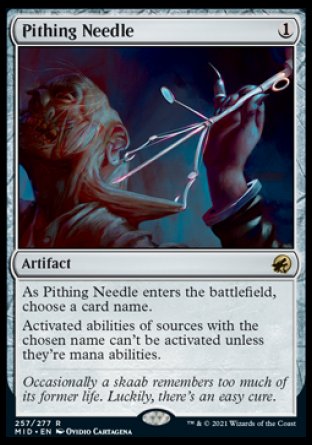 Pithing Needle 1
Artifact
As Pithing Needle enters the battlefield,
choose a card name.
Activated abilities of sources with the
chosen name can't be activated unless
they're mana abilities.
Occasionally a skaab remembers too much of
its former life. Luckily, there's an easy cure.
257/277 R
MID • EN Ovidio Cartagena
™ & © 2021 Wizards of the Coast